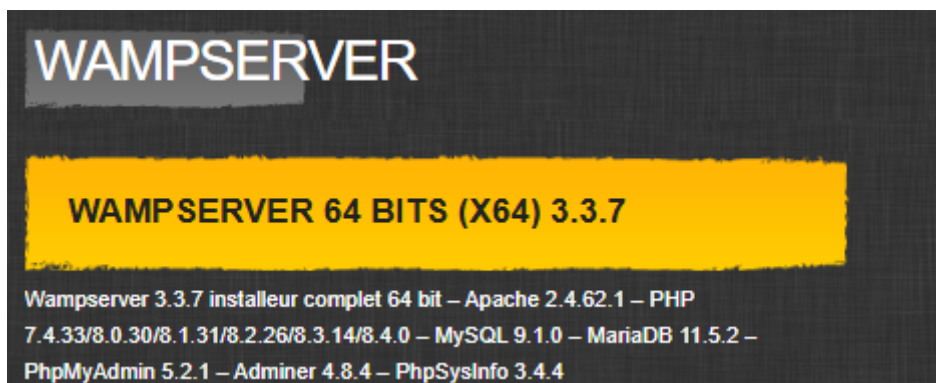 WAMPSERVER
WAMPSERVER 64 BITS (X64) 3.3.7
Wampserver 3.3.7 installeur complet 64 bit – Apache 2.4.62.1 – PHP
7.4.33/8.0.30/8.1.31/8.2.26/8.3.14/8.4.0 – MySQL 9.1.0 – MariaDB 11.5.2 –
PhpMyAdmin 5.2.1 – Adminer 4.8.4 – PhpSysInfo 3.4.4